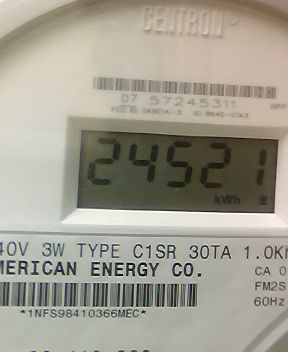 CENTRON
07 57245311
24521
kWh
40V 3W TYPE C1SR 30TA 1.0Kh
MERICAN ENERGY CO.
CA 0
FM2S
60Hz
*1NFS98410366MEC*